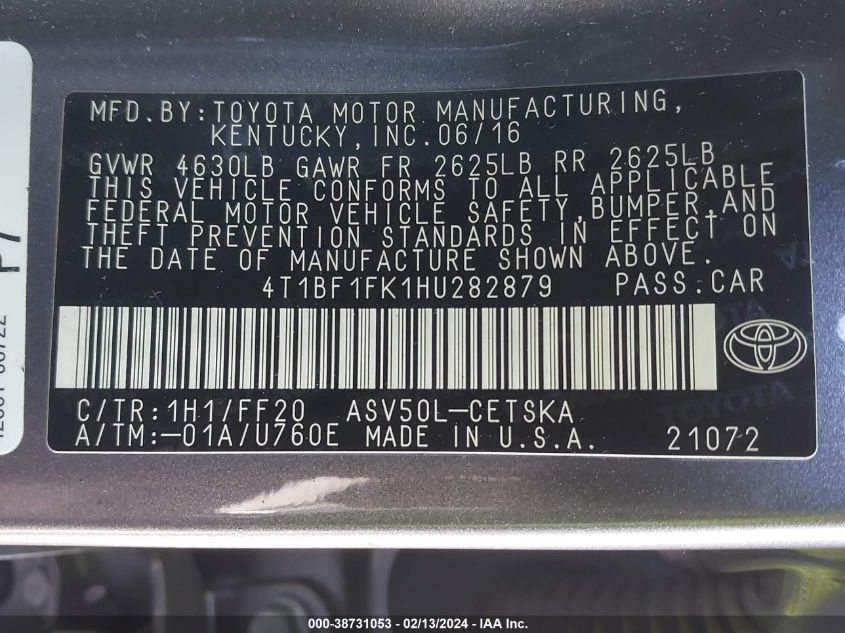 MFD.BY:TOYOTA MOTOR MANUFACTURING,
KENTUCKY,INC.06/16
GVWR 4630LB GAWR FR 2625LB RR 2625LB
THIS VEHICLE CONFORMS TO ALL APPLICABLE
FEDERAL MOTOR VEHICLE SAFETY,BUMPER,AND
THEFT PREVENTION STANDARDS IN EFFECT ON
THE DATE OF MANUFACTURE SHOWN ABOVE.
4T1BF1FK1HU282879 PASS.CAR
C/TR:1H1/FF20 ASV50L-CETSKA
A/TM:-01A/U760E MADE IN U.S.A. 21072
TOYOTA
000-38731053 - 02/13/2024 - IAA Inc.